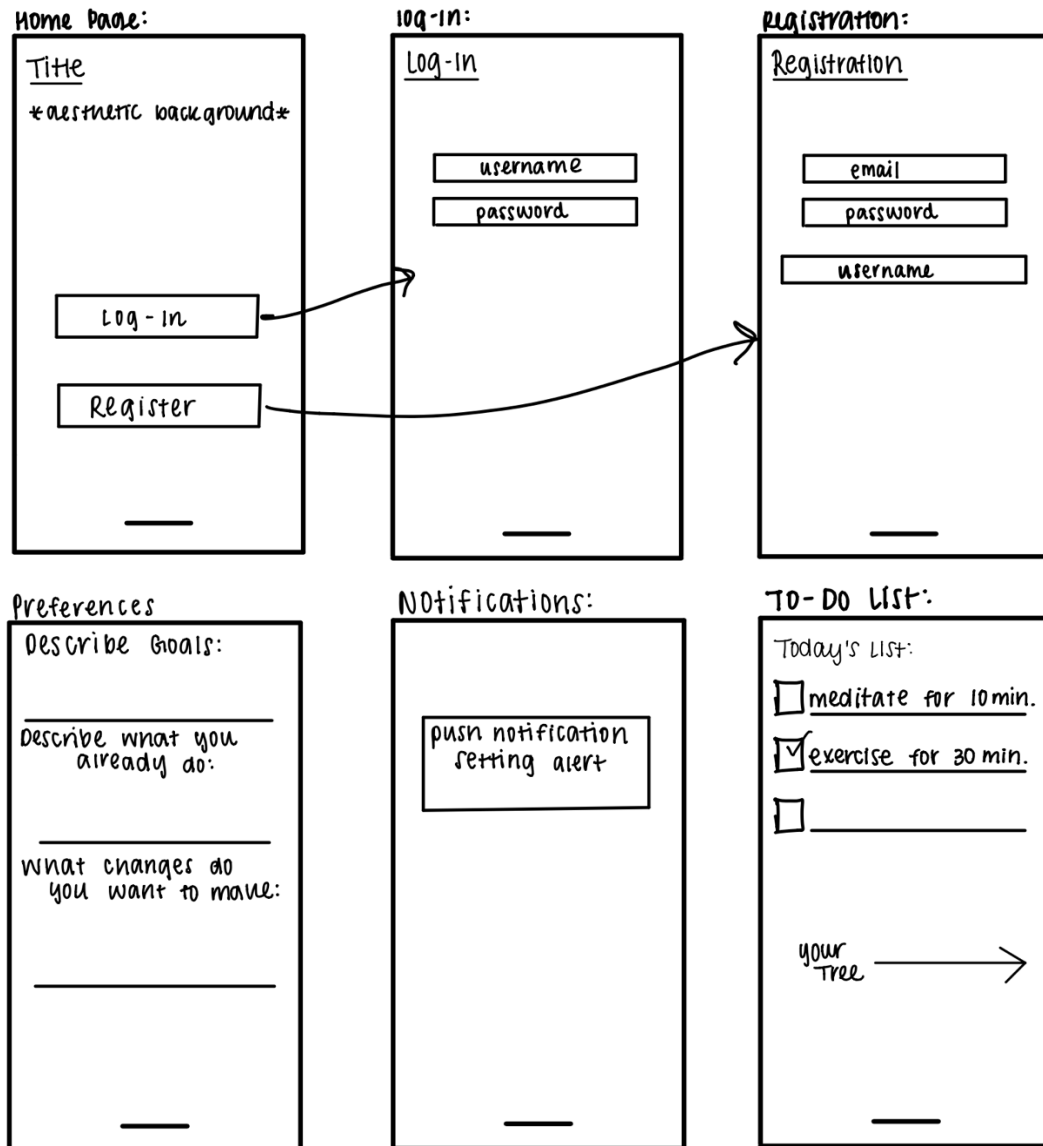 Home Page:
Title
*aesthetic background*
Log-In
Register
log-in:
Log-In
username
password
Registration:
Registration
email
password
username
Preferences
Describe Goals:
Describe what you
already do:
What changes do
you want to make:
Notifications:
push notification
setting alert
To-Do List:
Today's List:
meditate for 10 min.
exercise for 30 min.
your
Tree